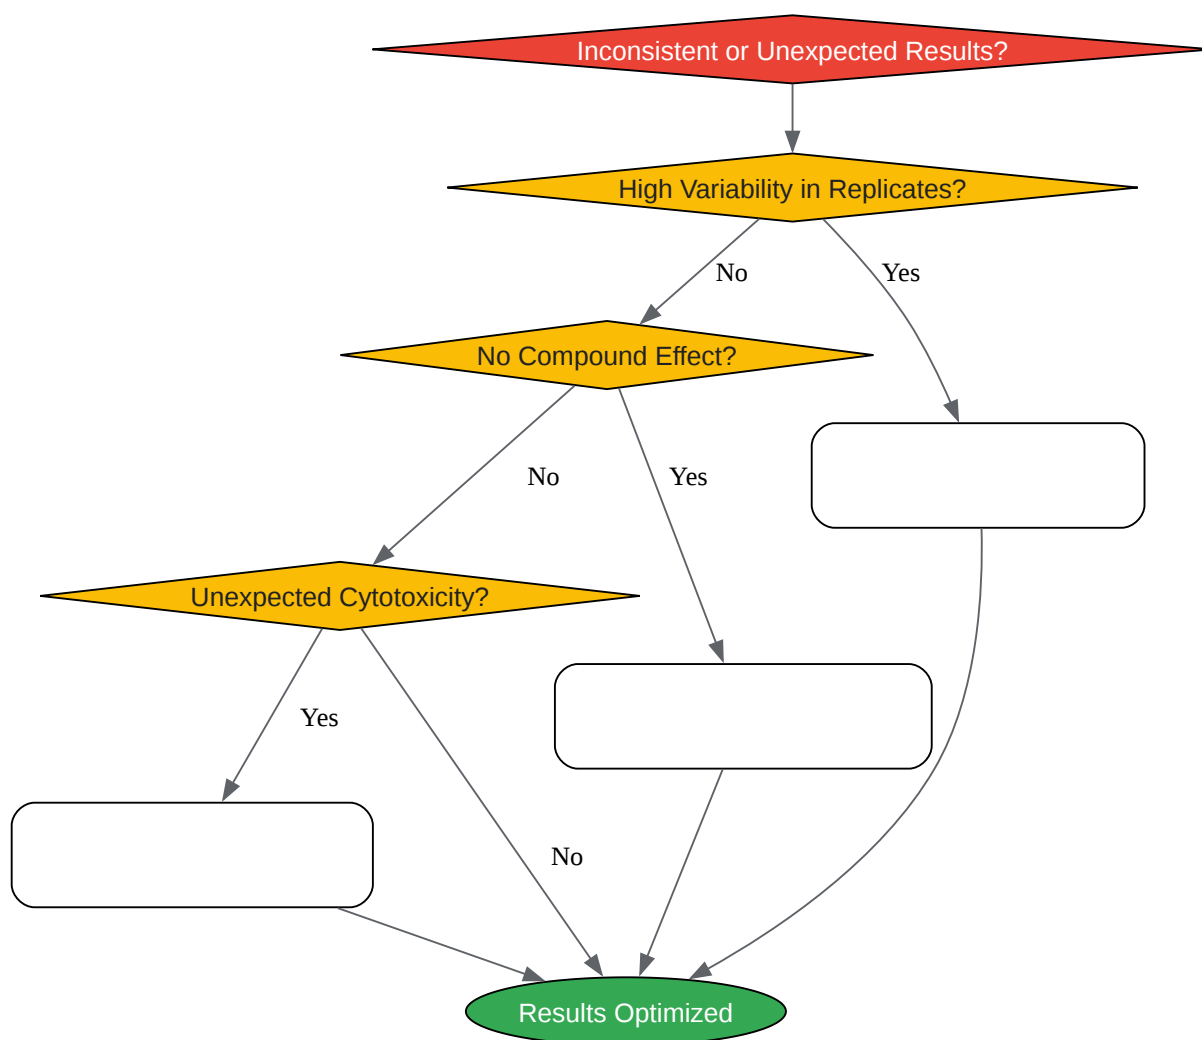 Inconsistent or Unexpected Results?
High Variability in Replicates?
No
Yes
No Compound Effect?
No
Yes
Unexpected Cytotoxicity?
Yes
No
Results Optimized